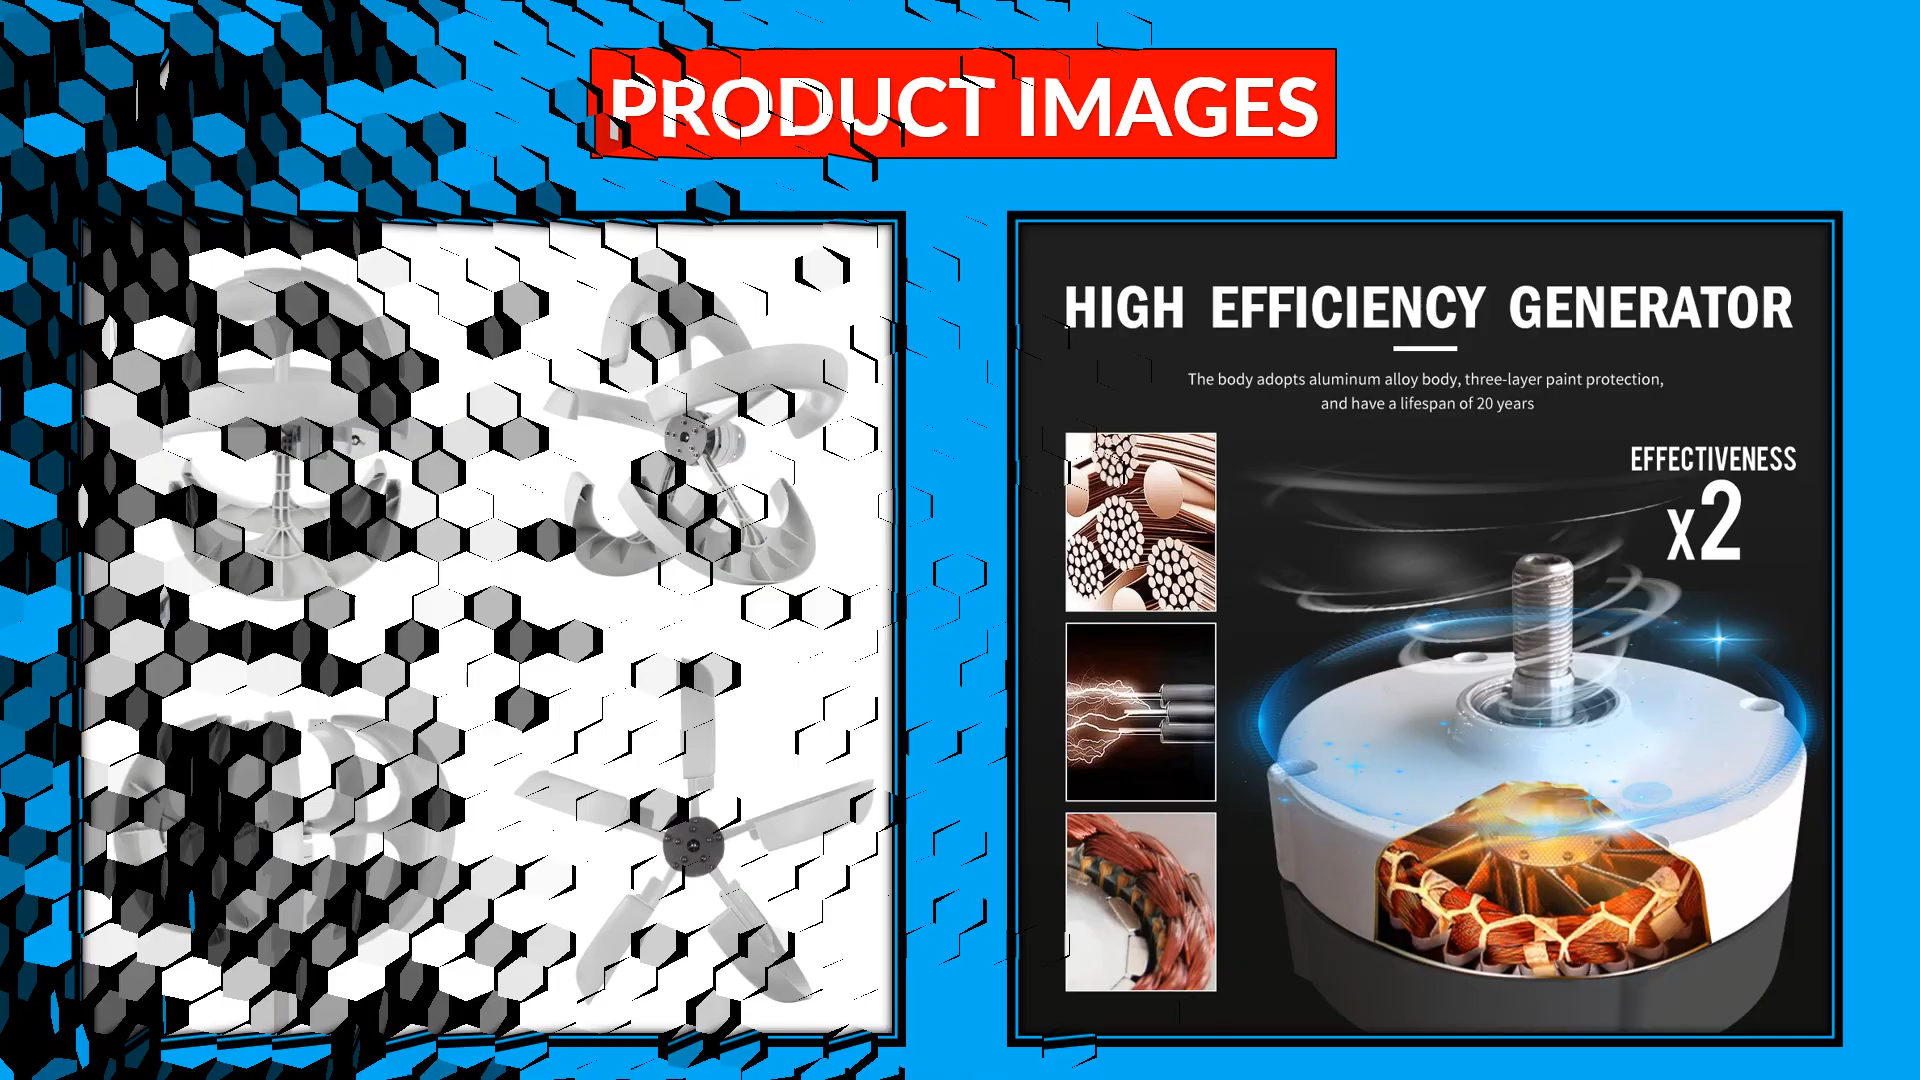 PRODUCT IMAGES
HIGH EFFICIENCY GENERATOR
The body adopts aluminum alloy body, three-layer paint protection,
and have a lifespan of 20 years
EFFECTIVENESS
x2